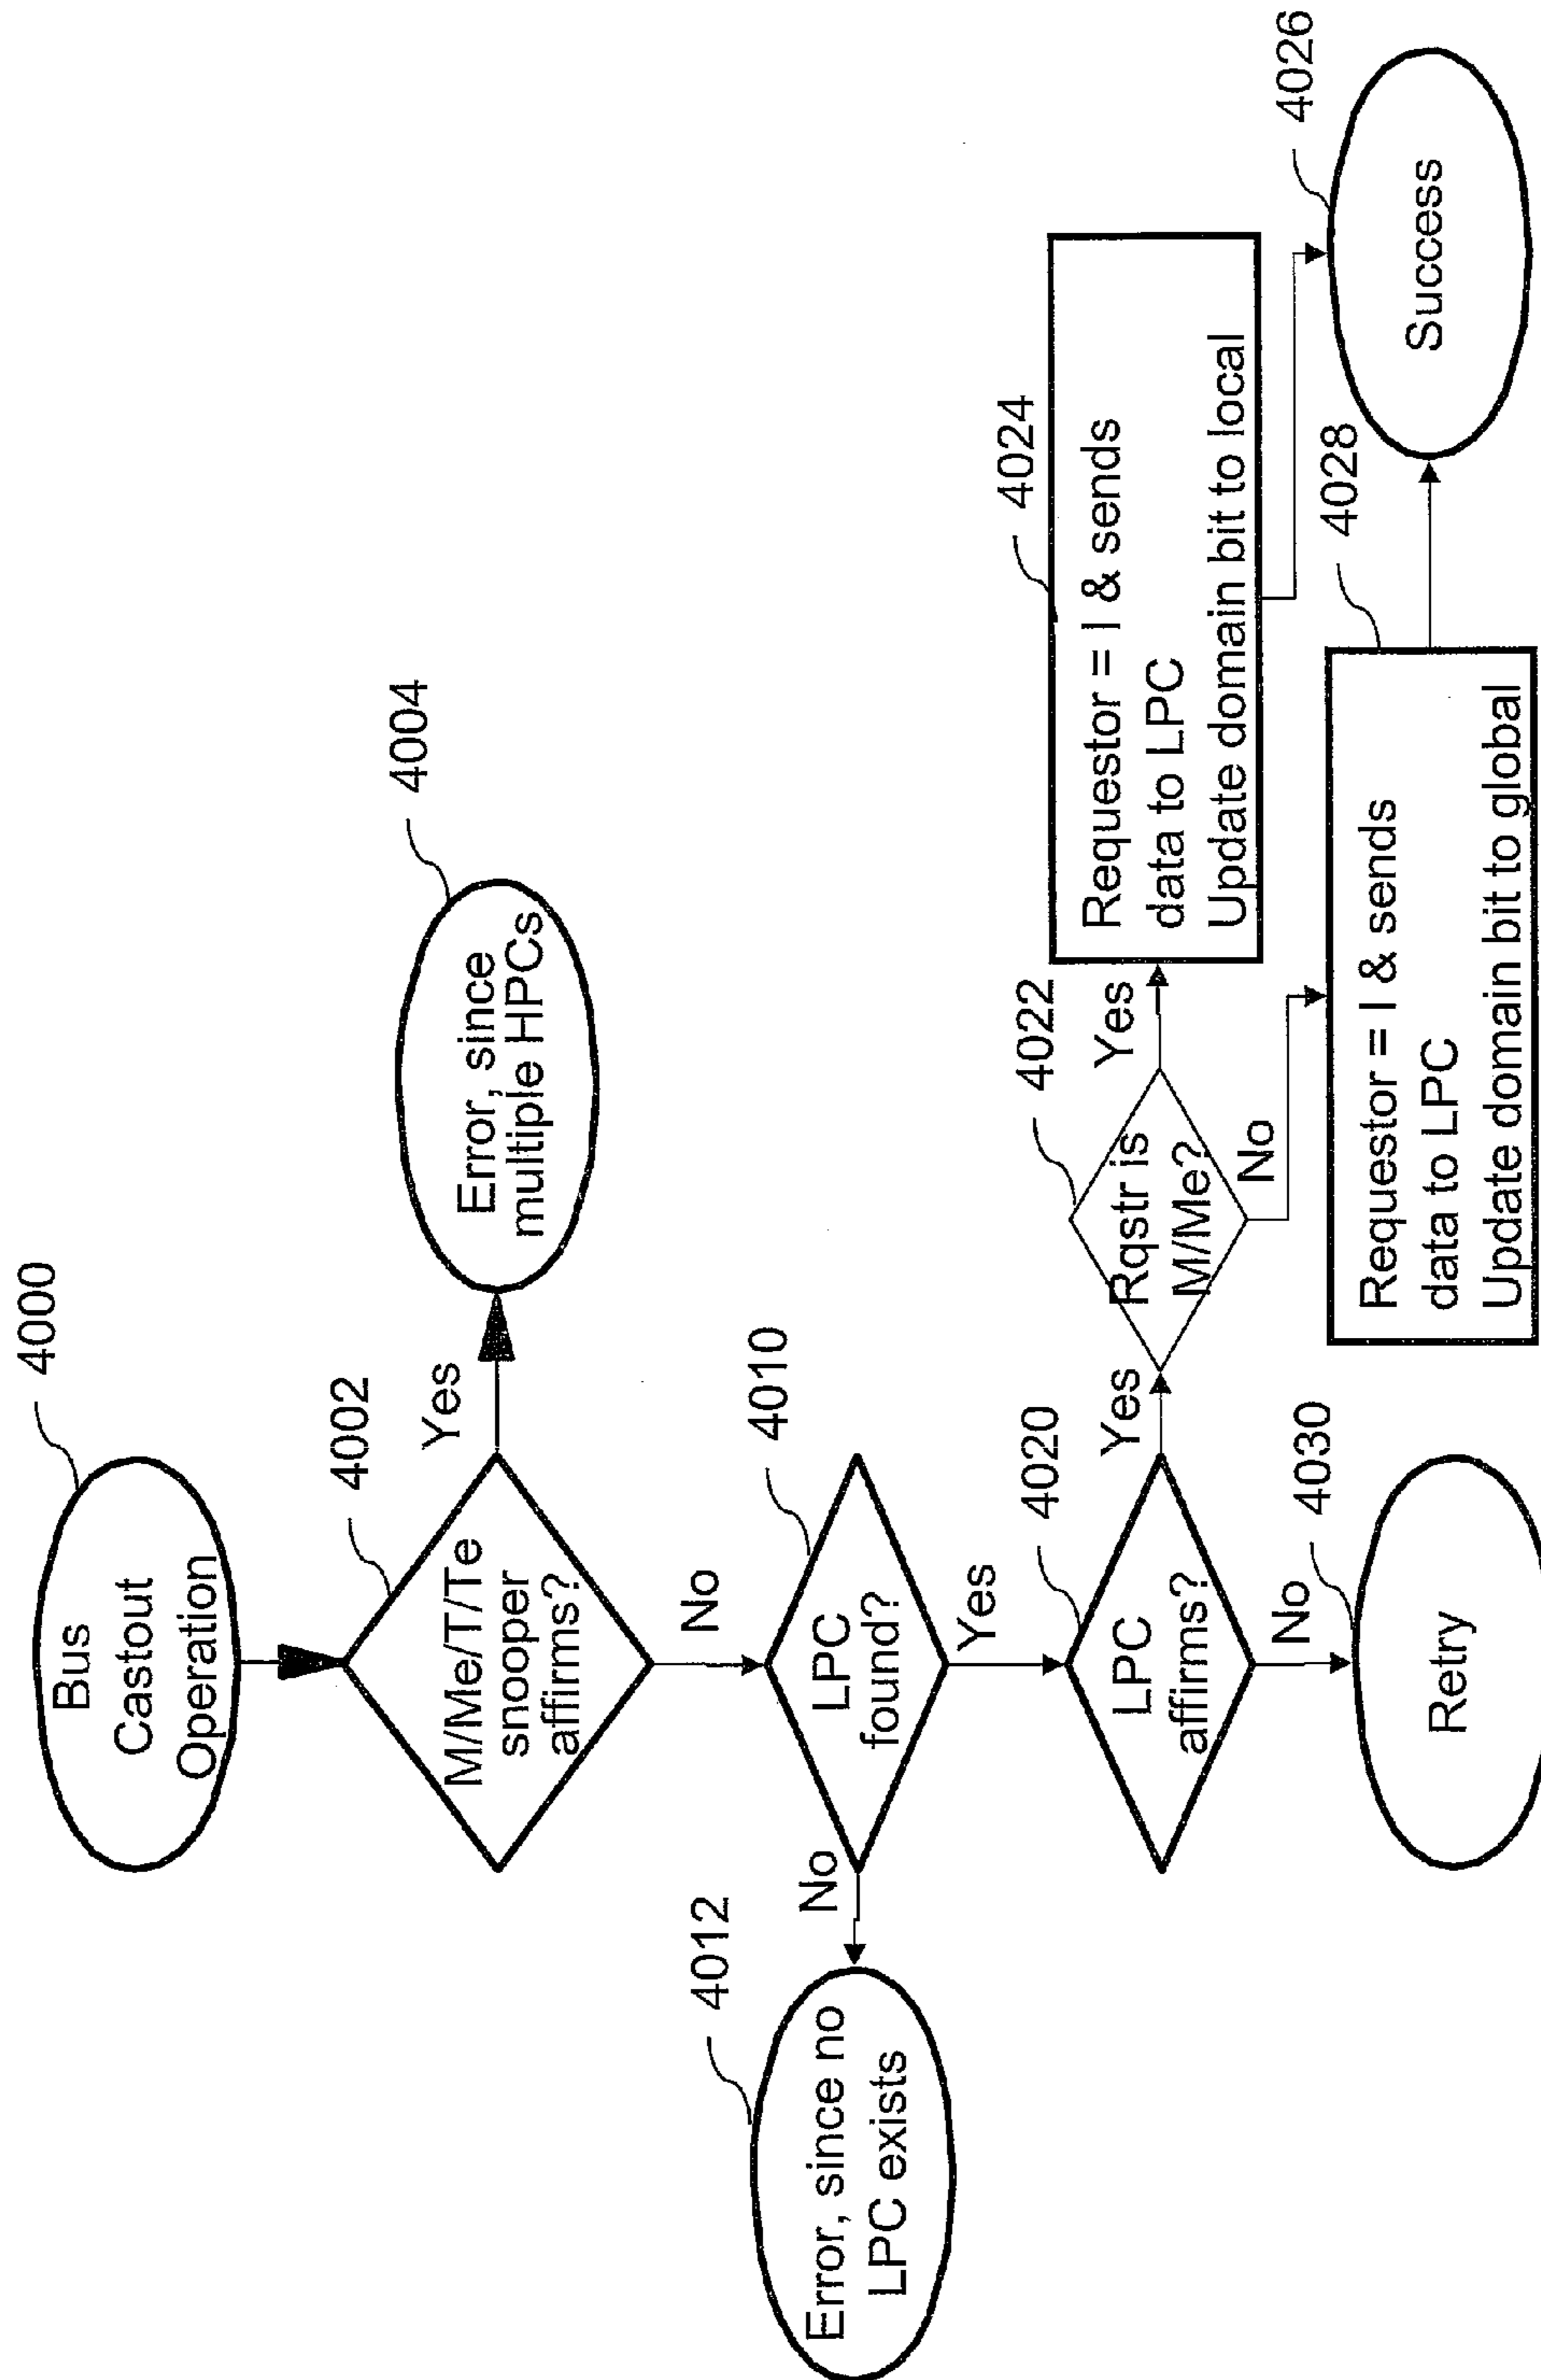 4000
Bus
Castout
Operation
4002
M/Me/T/Te
snooper
affirms?
Yes
4004
Error, since
multiple HPCs
No
4010
LPC
found?
No
4012
Error, since no
LPC exists
Yes
4020
LPC
affirms?
Yes
4022
Rqstr is
M/Me?
Yes
4024
Requestor = I & sends
data to LPC
Update domain bit to local
4026
Success
No
4028
Requestor = I & sends
data to LPC
Update domain bit to global
No
4030
Retry